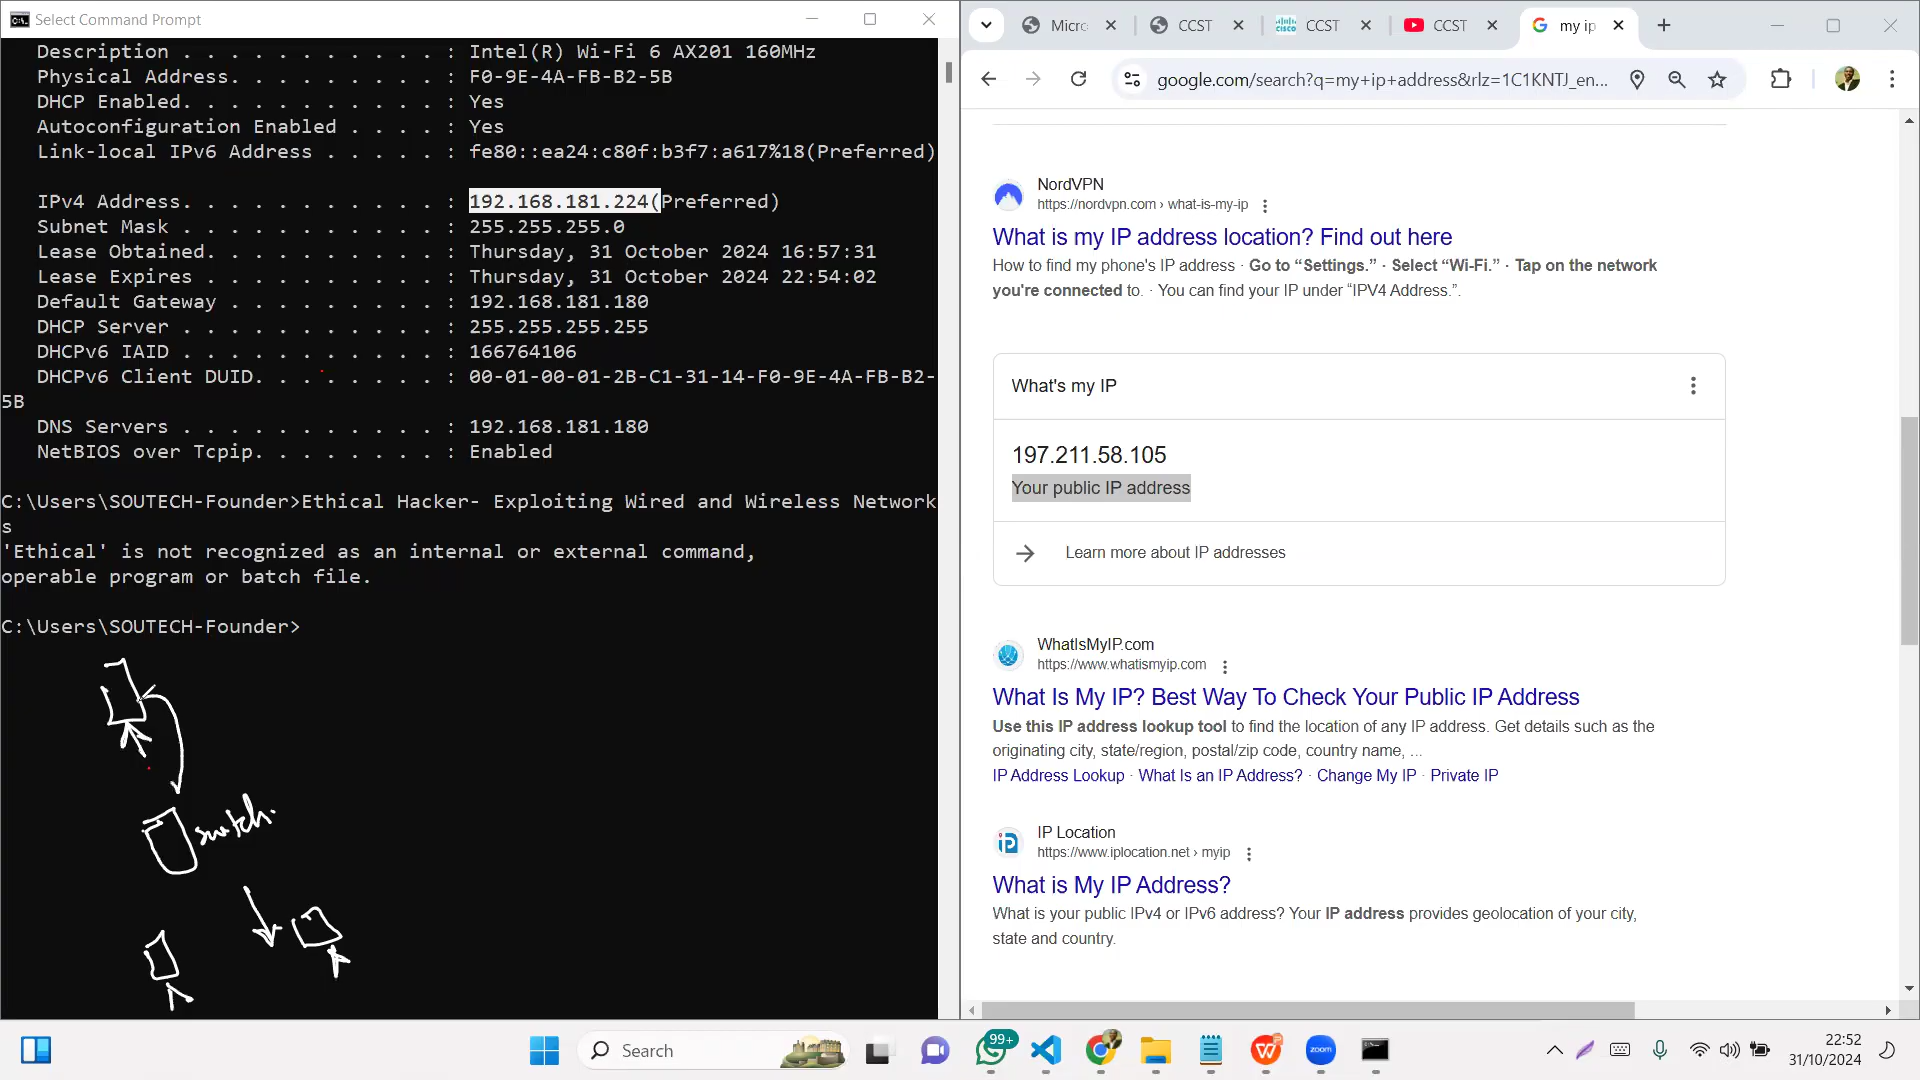 Select Command Prompt
Description . . . . . . . . . . . : Intel(R) Wi-Fi 6 AX201 160MHz
Physical Address. . . . . . . . . : F0-9E-4A-FB-B2-5B
DHCP Enabled. . . . . . . . . . . : Yes
Autoconfiguration Enabled . . . . : Yes
Link-local IPv6 Address . . . . . : fe80::ea24:c80f:b3f7:a617%18(Preferred)
IPv4 Address. . . . . . . . . . . : 192.168.181.224(Preferred)
Subnet Mask . . . . . . . . . . . : 255.255.255.0
Lease Obtained. . . . . . . . . . : Thursday, 31 October 2024 16:57:31
Lease Expires . . . . . . . . . . : Thursday, 31 October 2024 22:54:02
Default Gateway . . . . . . . . . : 192.168.181.180
DHCP Server . . . . . . . . . . . : 255.255.255.255
DHCPv6 IAID . . . . . . . . . . . : 166764106
DHCPv6 Client DUID. . . . . . . . : 00-01-00-01-2B-C1-31-14-F0-9E-4A-FB-B2-
5B
DNS Servers . . . . . . . . . . . : 192.168.181.180
NetBIOS over Tcpip. . . . . . . . : Enabled
C:\Users\SOUTECH-Founder>Ethical Hacker- Exploiting Wired and Wireless Network
s
'Ethical' is not recognized as an internal or external command,
operable program or batch file.
C:\Users\SOUTECH-Founder>
switch
Micro CCST CCST CCST my ip
google.com/search?q=my+ip+address&rlz=1C1KNTJ_en...
NordVPN
https://nordvpn.com › what-is-my-ip
What is my IP address location? Find out here
How to find my phone's IP address · Go to “Settings.” · Select “Wi-Fi.” · Tap on the network
you're connected to. · You can find your IP under “IPV4 Address.”.
What's my IP
197.211.58.105
Your public IP address
Learn more about IP addresses
WhatIsMyIP.com
https://www.whatismyip.com
What Is My IP? Best Way To Check Your Public IP Address
Use this IP address lookup tool to find the location of any IP address. Get details such as the
originating city, state/region, postal/zip code, country name, ...
IP Address Lookup · What Is an IP Address? · Change My IP · Private IP
IP Location
https://www.iplocation.net › myip
What is My IP Address?
What is your public IPv4 or IPv6 address? Your IP address provides geolocation of your city,
state and country.
Search
99+
zoom
22:52
31/10/2024